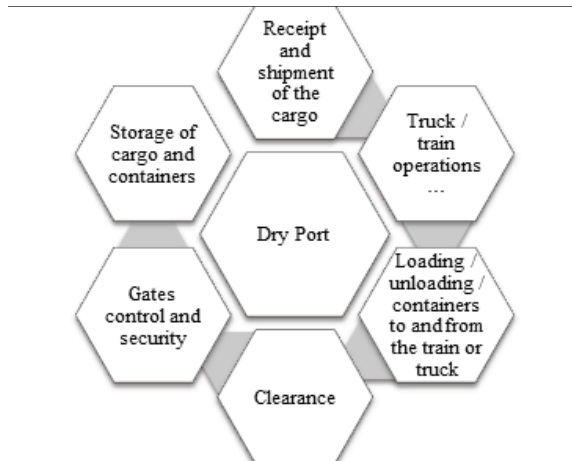 Receipt
and
shipment
of the
cargo
Truck /
train
operations
...
Loading /
unloading /
containers
to and from
the train or
truck
Clearance
Gates
control and
security
Storage of
cargo and
containers
Dry Port